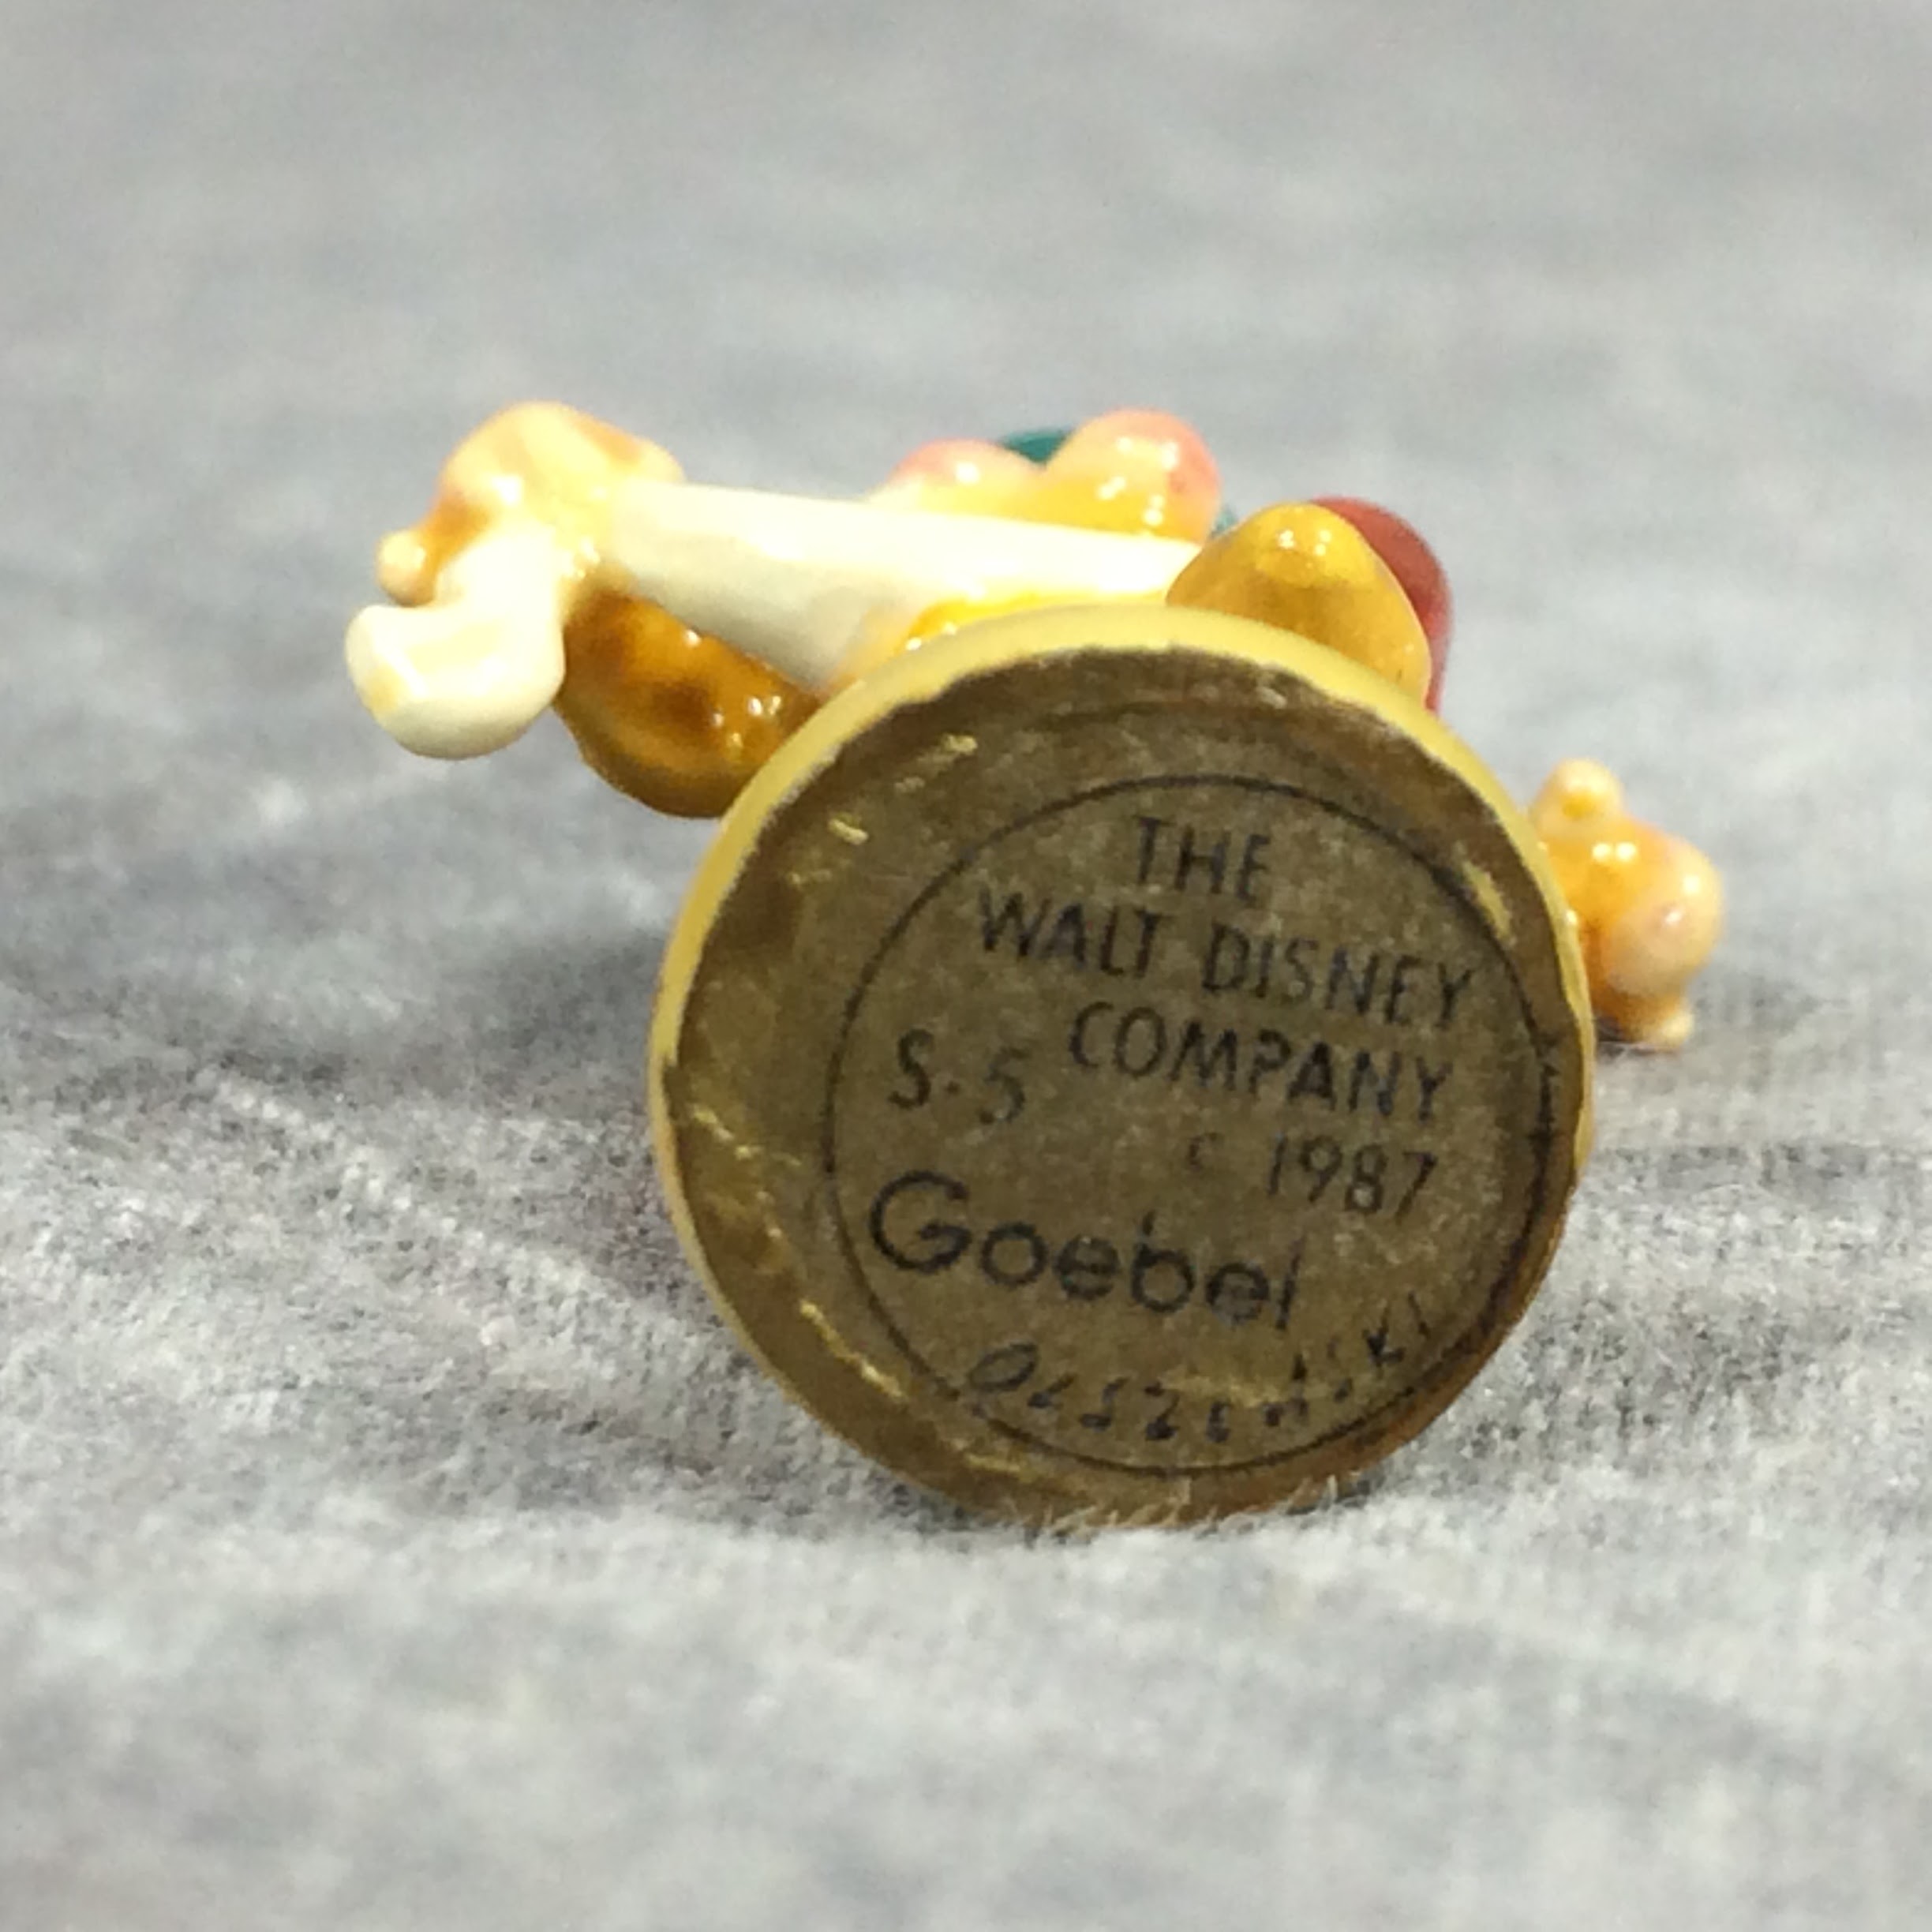 THE
WALT DISNEY
COMPANY
S-5
c 1987
Goebel
OLSZEWSKI